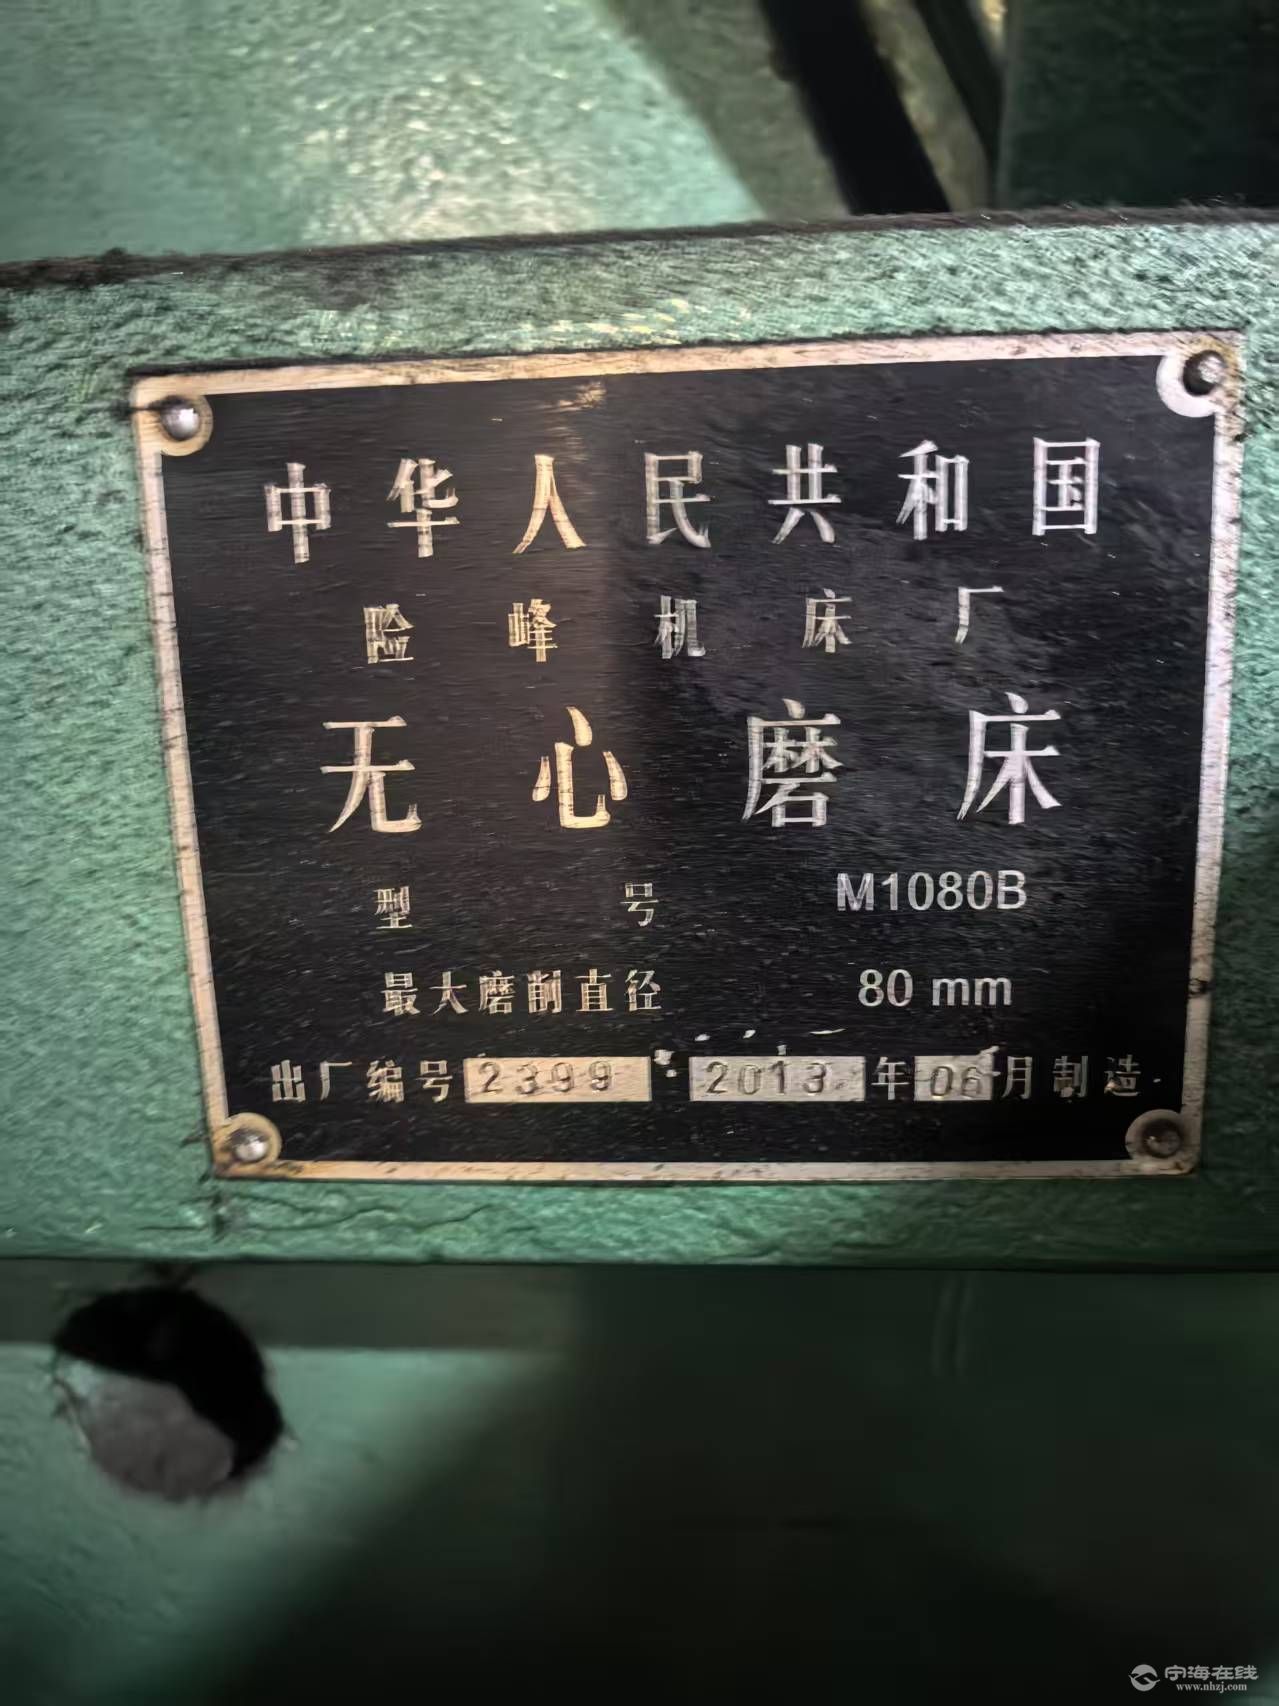 中华人民共和国
险峰机床厂
无心磨床
型号 M1080B
最大磨削直径 80 mm
出厂编号 2399 2013 年 06 月制造
宁海在线
www.nhzj.com